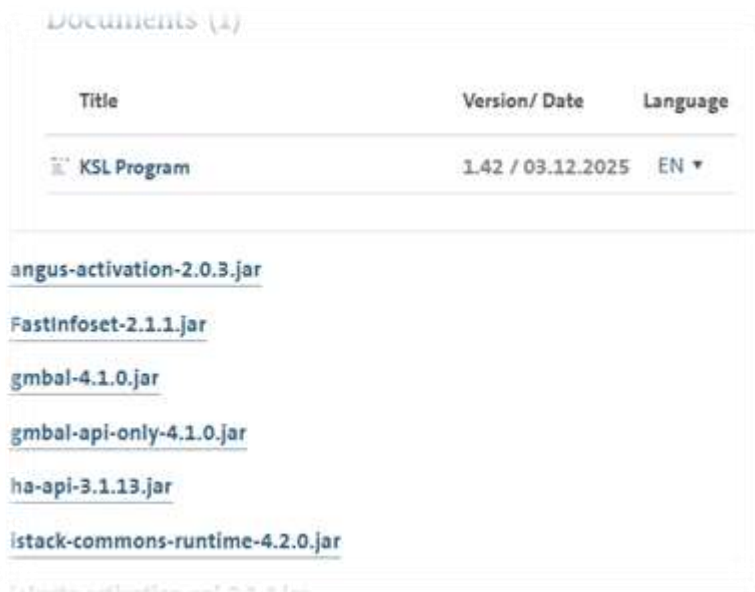 Documents (1)
Title Version/ Date Language
KSL Program 1.42 / 03.12.2025 EN ▾
angus-activation-2.0.3.jar
FastInfoset-2.1.1.jar
gmbal-4.1.0.jar
gmbal-api-only-4.1.0.jar
ha-api-3.1.13.jar
istack-commons-runtime-4.2.0.jar